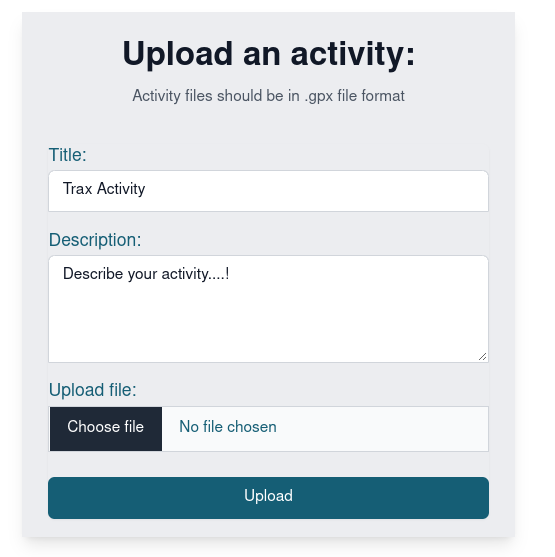 Upload an activity:
Activity files should be in .gpx file format
Title:
Trax Activity
Description:
Describe your activity....!
Upload file:
Choose file No file chosen
Upload